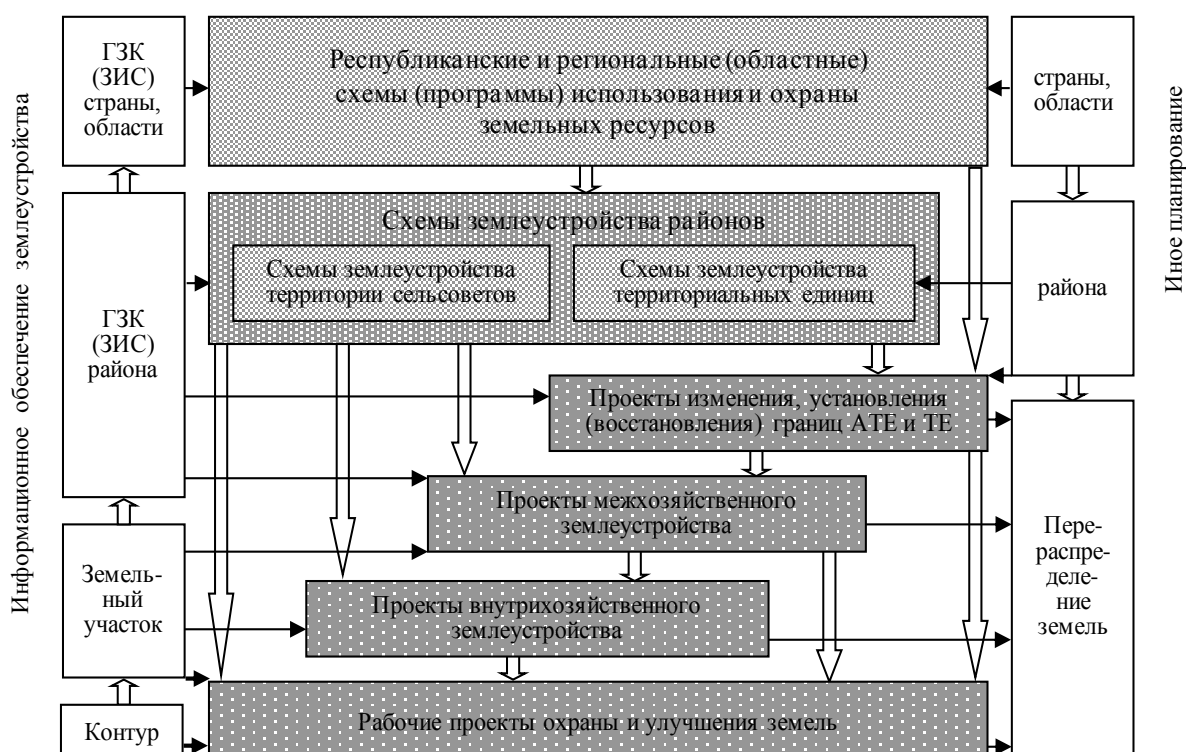 Информационное обеспечение землеустройства
ГЗК
(ЗИС)
страны,
области
Республиканские и региональные (областные)
схемы (программы) использования и охраны
земельных ресурсов
страны,
области
Иное планирование
ГЗК
(ЗИС)
района
Схемы землеустройства районов
Схемы землеустройства
территории сельсоветов
Схемы землеустройства
территориальных единиц
района
Проекты изменения, установления
(восстановления) границ АТЕ и ТЕ
Проекты межхозяйственного
землеустройства
Земель-
ный
участок
Проекты внутрихозяйственного
землеустройства
Пере-
распре-
деле-
ние
земель
Контур
Рабочие проекты охраны и улучшения земель